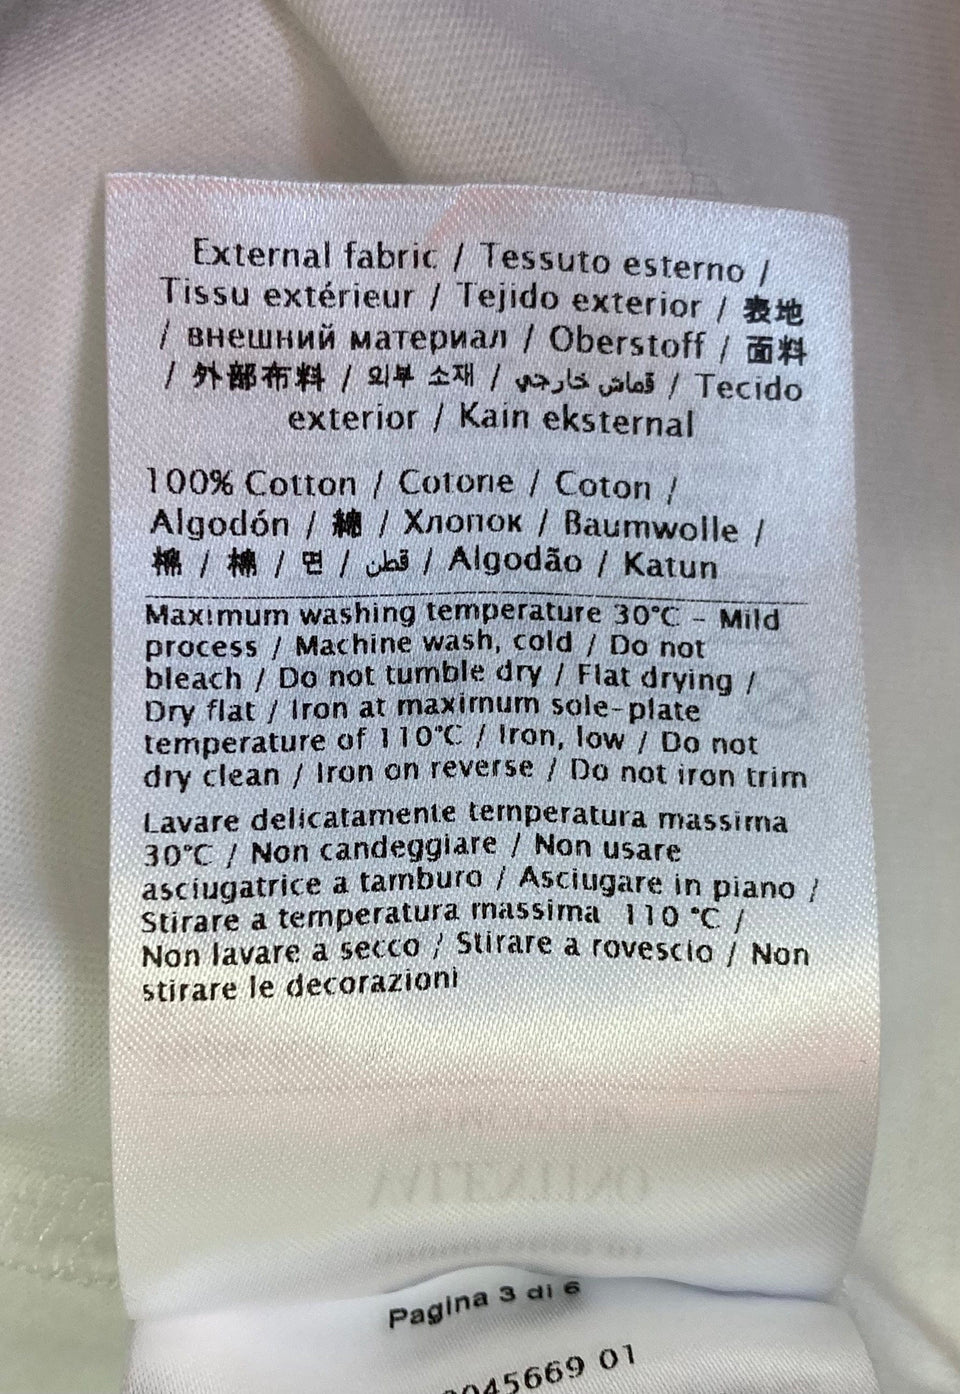 External fabric / Tessuto esterno /
Tissu extérieur / Tejido exterior / 表地
/ внешний материал / Oberstoff / 面料
/ 外部布料 / 외부 소재 / قماش خارجي / Tecido
exterior / Kain eksternal
100% Cotton / Cotone / Coton /
Algodón / 綿 / Хлопок / Baumwolle /
棉 / 棉 / 면 / قطن / Algodão / Katun
Maximum washing temperature 30°C - Mild
process / Machine wash, cold / Do not
bleach / Do not tumble dry / Flat drying /
Dry flat / Iron at maximum sole-plate
temperature of 110°C / Iron, low / Do not
dry clean / Iron on reverse / Do not iron trim
Lavare delicatamente temperatura massima
30°C / Non candeggiare / Non usare
asciugatrice a tamburo / Asciugare in piano /
Stirare a temperatura massima 110 °C /
Non lavare a secco / Stirare a rovescio / Non
stirare le decorazioni
VALENTINO
Pagina 3 di 6
0045669 01